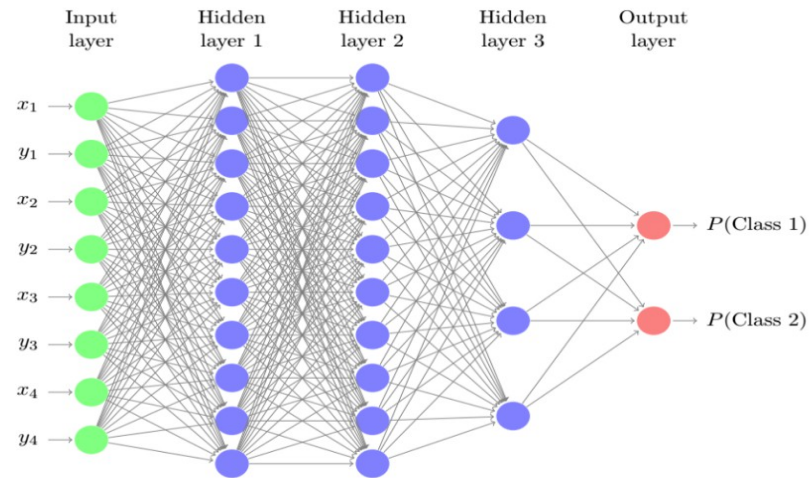 Input layer
Hidden layer 1
Hidden layer 2
Hidden layer 3
Output layer
x₁
y₁
x₂
y₂
x₃
y₃
x₄
y₄
P(Class 1)
P(Class 2)